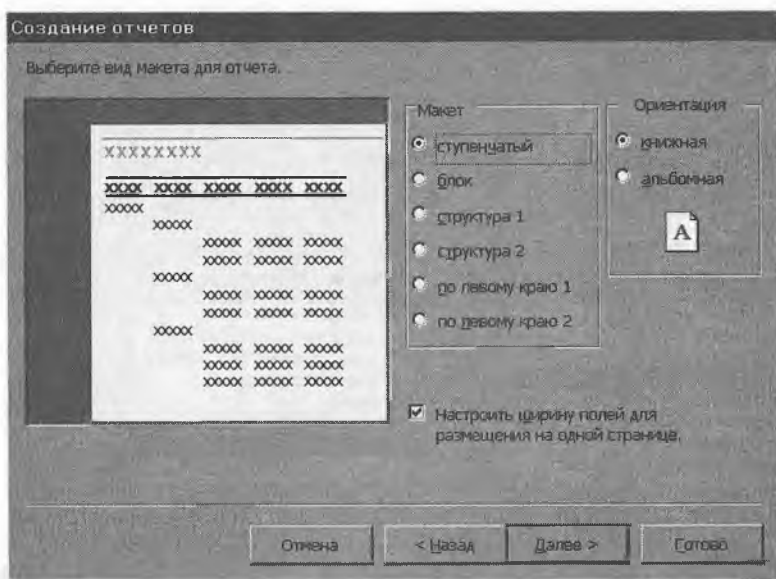 Создание отчетов
Выберите вид макета для отчета.
XXXXXXXX
XXXX XXXX XXXX XXXX XXXX
XXXXX
XXXXX
XXXXX XXXXX XXXXX
XXXXX XXXXX XXXXX
XXXXX
XXXXX XXXXX XXXXX
XXXXX XXXXX XXXXX
XXXXX
XXXXX XXXXX XXXXX
XXXXX XXXXX XXXXX
XXXXX XXXXX XXXXX
Макет
ступенчатый
блок
структура 1
структура 2
по левому краю 1
по левому краю 2
Ориентация
книжная
альбомная
A
Настроить ширину полей для
размещения на одной странице.
Отмена
< Назад
Далее >
Готово